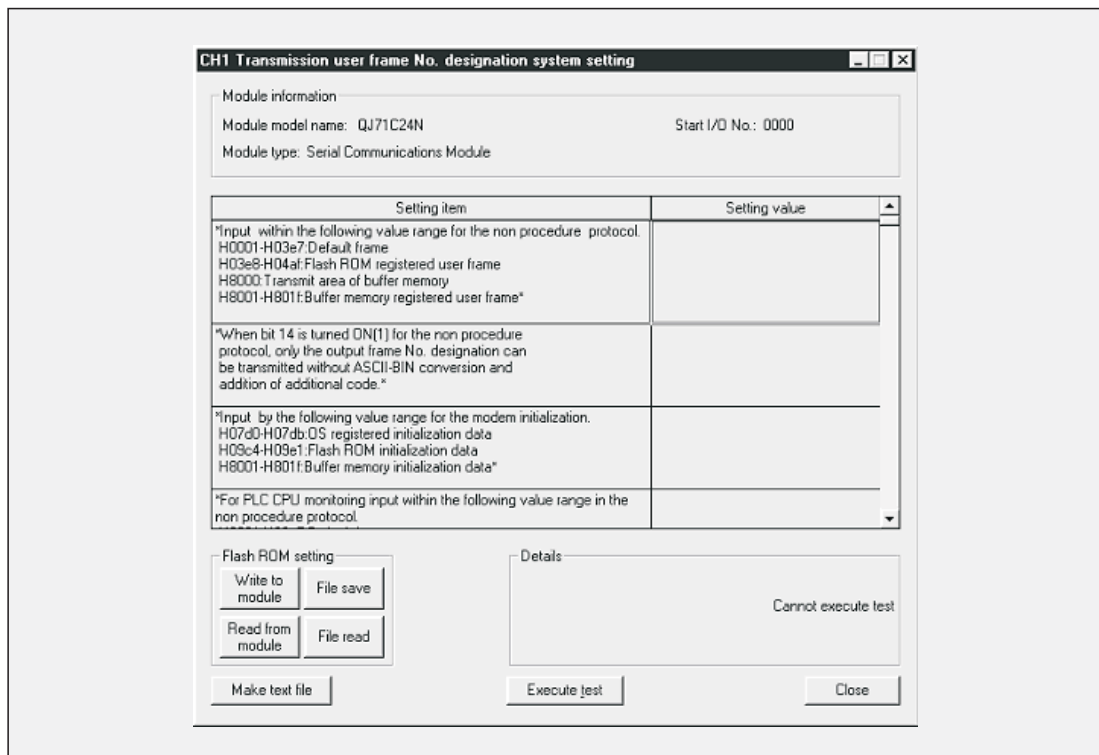 CH1 Transmission user frame No. designation system setting
Module information
Module model name: QJ71C24N
Start I/O No.: 0000
Module type: Serial Communications Module
Setting item
Setting value
*Input within the following value range for the non procedure protocol.
H0001-H03e7:Default frame
H03e8-H04af:Flash ROM registered user frame
H8000:Transmit area of buffer memory
H8001-H801f:Buffer memory registered user frame*
*When bit 14 is turned ON(1) for the non procedure
protocol, only the output frame No. designation can
be transmitted without ASCII-BIN conversion and
addition of additional code.*
*Input by the following value range for the modem initialization.
H07d0-H07db:OS registered initialization data
H09c4-H09e1:Flash ROM initialization data
H8001-H801f:Buffer memory initialization data*
*For PLC CPU monitoring input within the following value range in the
non procedure protocol.
Flash ROM setting
Details
Write to
module
File save
Cannot execute test
Read from
module
File read
Make text file
Execute test
Close